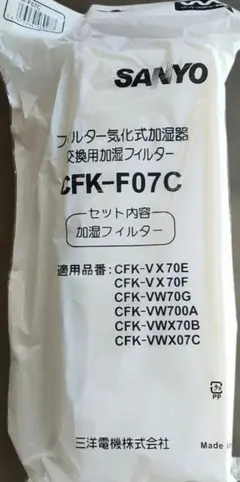 F07C
SANYO
フィルター気化式加湿器
交換用加湿フィルター
CFK-F07C
セット内容
加湿フィルター
適用品番：CFK-VX70E
CFK-VX70F
CFK-VW70G
CFK-VW700A
CFK-VWX70B
CFK-VWX07C
PP
三洋電機株式会社
Made